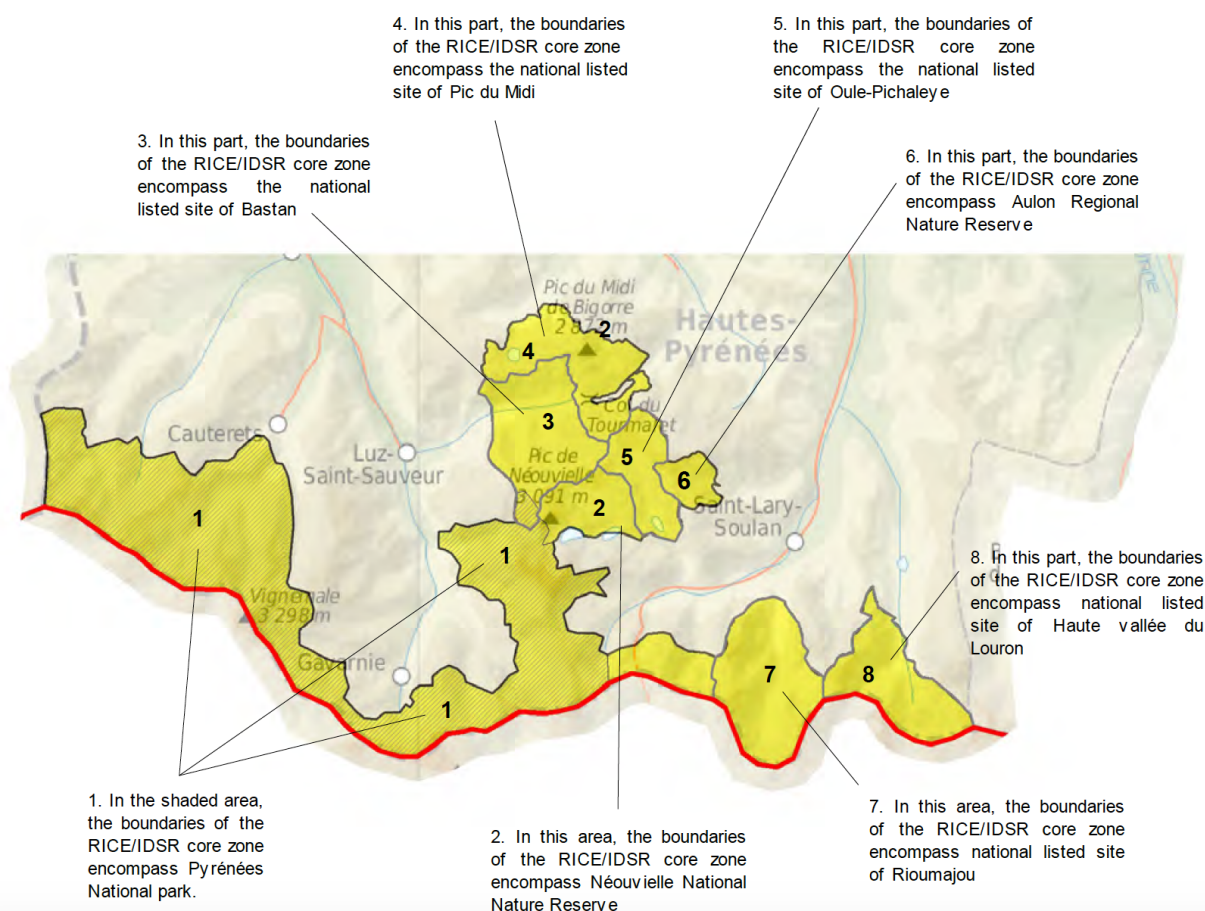 4. In this part, the boundaries
of the RICE/IDSR core zone
encompass the national listed
site of Pic du Midi
5. In this part, the boundaries of
the RICE/IDSR core zone
encompass the national listed
site of Oule-Pichaleye
3. In this part, the boundaries
of the RICE/IDSR core zone
encompass the national
listed site of Bastan
6. In this part, the boundaries
of the RICE/IDSR core zone
encompass Aulon Regional
Nature Reserve
Pic du Midi
de Bigorre
2 877 m
2
4
Hautes-
Pyrénées
3
Col du
Tourmalet
Cauterets
Luz-
Saint-Sauveur
Pic de
Néouvielle
3 091 m
5
6
2
1
1
Saint-Lary-
Soulan
8. In this part, the boundaries
of the RICE/IDSR core zone
encompass national listed
site of Haute vallée du
Louron
Vignemale
3 298 m
Gavarnie
7
8
1
1. In the shaded area,
the boundaries of the
RICE/IDSR core zone
encompass Pyrénées
National park.
2. In this area, the boundaries
of the RICE/IDSR core zone
encompass Néouvielle National
Nature Reserve
7. In this area, the boundaries
of the RICE/IDSR core zone
encompass national listed site
of Rioumajou